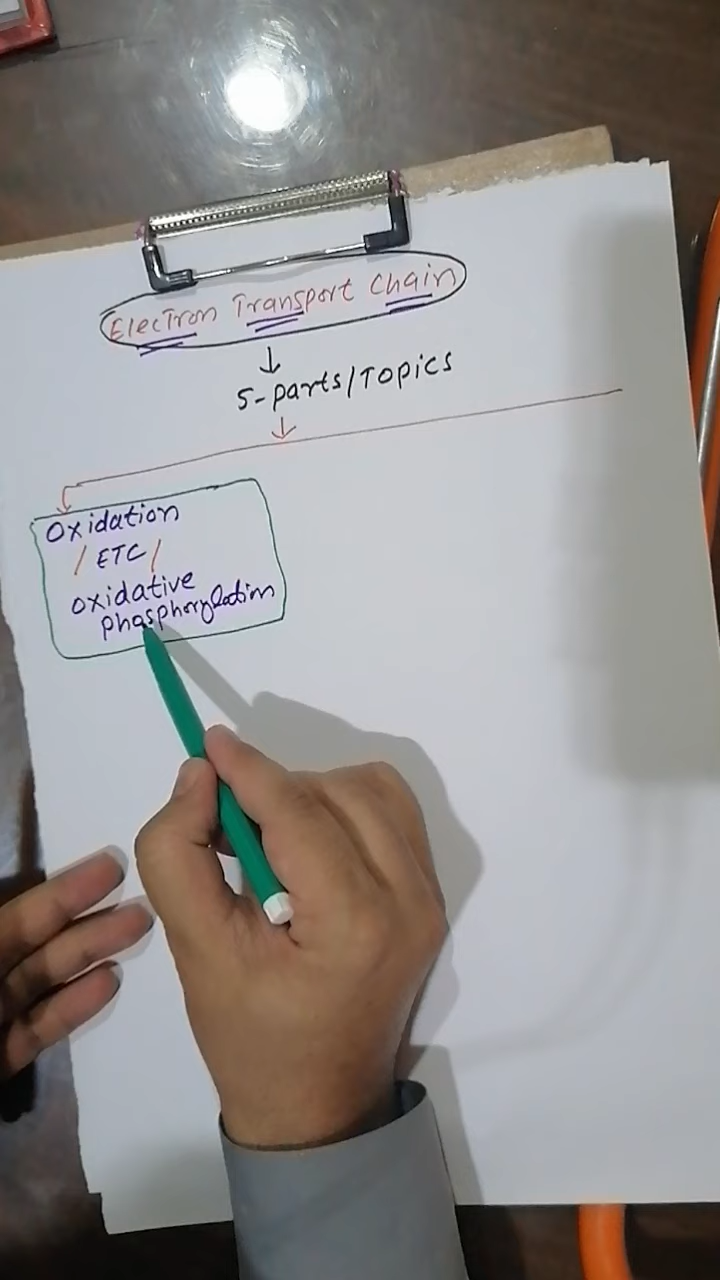 Electron Transport Chain
5-parts/Topics
Oxidation
/ ETC /
oxidative
phosphorylation